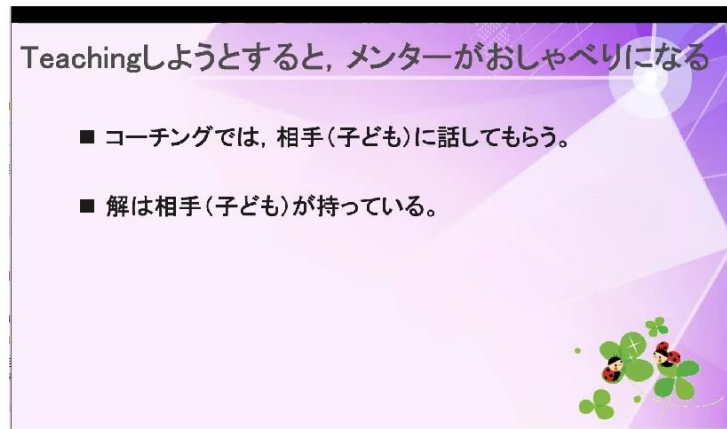 Teachingしようとすると，メンターがおしゃべりになる
■ コーチングでは，相手（子ども）に話してもらう。
■ 解は相手（子ども）が持っている。